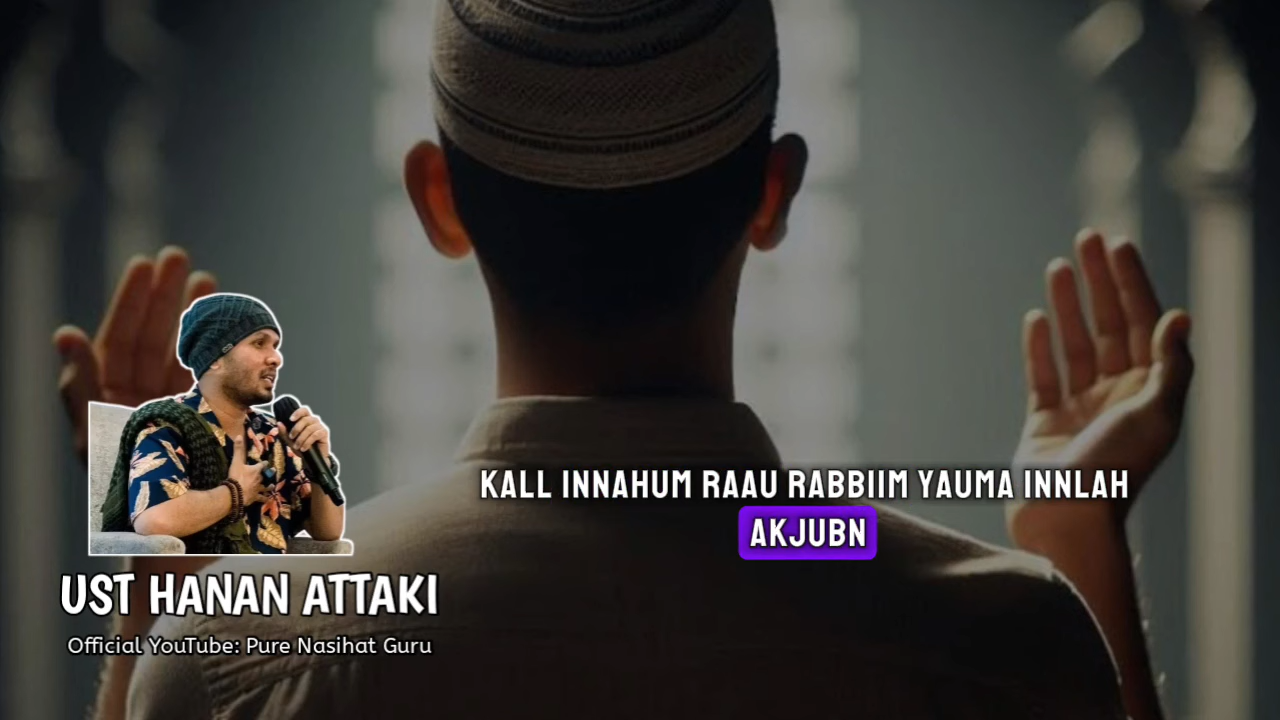 KALL INNAHUM RAAU RABBIIM YAUMA INNLAH
AKJUBN
UST HANAN ATTAKI
Official YouTube: Pure Nasihat Guru